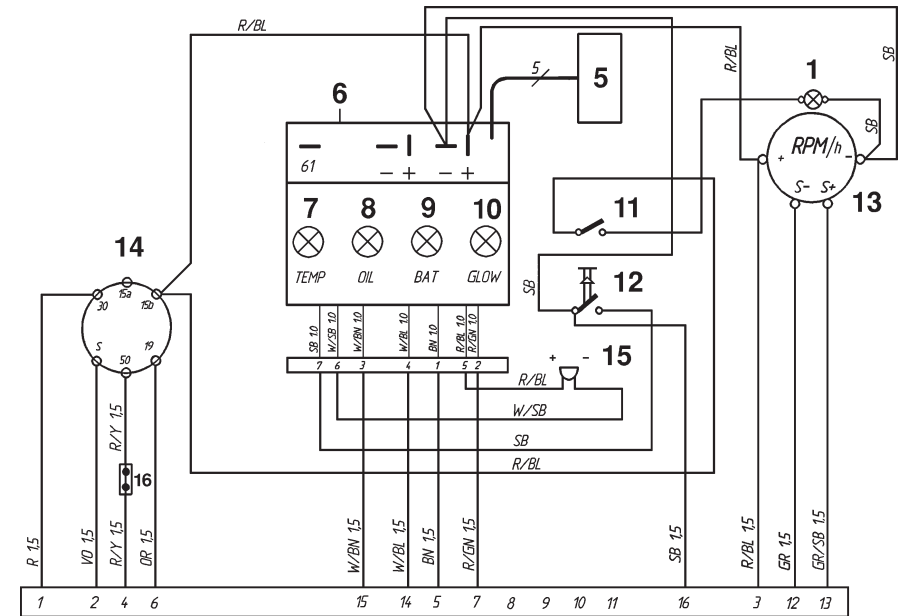 R/BL
5
5
R/BL
SB
1
6
SB
RPM/h
61
- + - +
+ -
S- S+
13
7 8 9 10
11
TEMP OIL BAT GLOW
14
15a
30 15b
S 19
50
12
SB
SB 1.0
W/SB 1.0
W/BN 1.0
W/BL 1.0
BN 1.0
R/BL 1.0
R/GN 1.0
7 6 3 4 1 5 2
+ - 15
R/BL
W/SB
SB
R/BL
R/Y 1,5
16
R 1,5
VO 1,5
R/Y 1,5
OR 1,5
W/BN 1,5
W/BL 1,5
BN 1,5
R/GN 1,5
SB 1,5
R/BL 1,5
GR 1,5
GR/SB 1,5
1 2 4 6 15 14 5 7 8 9 10 11 16 3 12 13